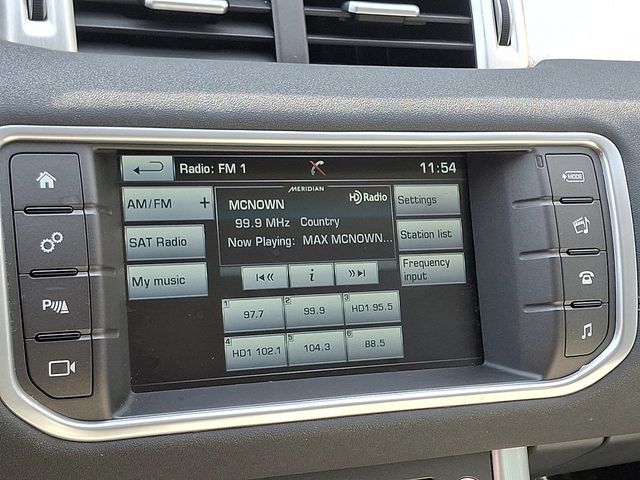 Radio: FM 1
11:54
MERIDIAN
AM/FM +
SAT Radio
My music
MCNOWN
HD Radio
99.9 MHz Country
Now Playing: MAX MCNOWN...
Settings
Station list
Frequency
input
i
1 97.7
2 99.9
3 HD1 95.5
4 HD1 102.1
5 104.3
6 88.5
P
MODE